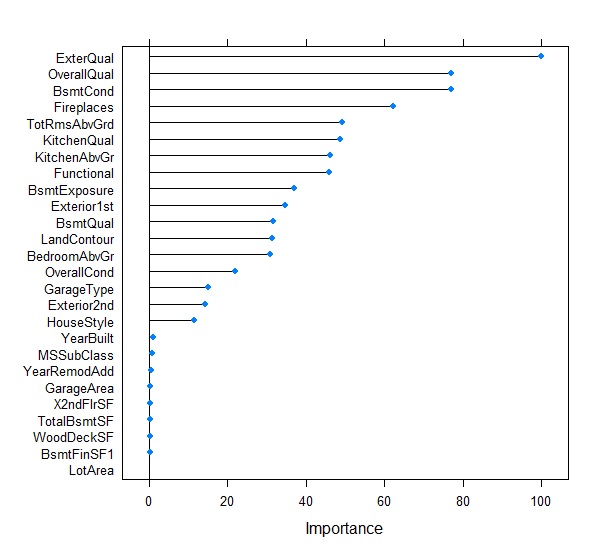 ExterQual
OverallQual
BsmtCond
Fireplaces
TotRmsAbvGrd
KitchenQual
KitchenAbvGr
Functional
BsmtExposure
Exterior1st
BsmtQual
LandContour
BedroomAbvGr
OverallCond
GarageType
Exterior2nd
HouseStyle
YearBuilt
MSSubClass
YearRemodAdd
GarageArea
X2ndFlrSF
TotalBsmtSF
WoodDeckSF
BsmtFinSF1
LotArea
0 20 40 60 80 100
Importance